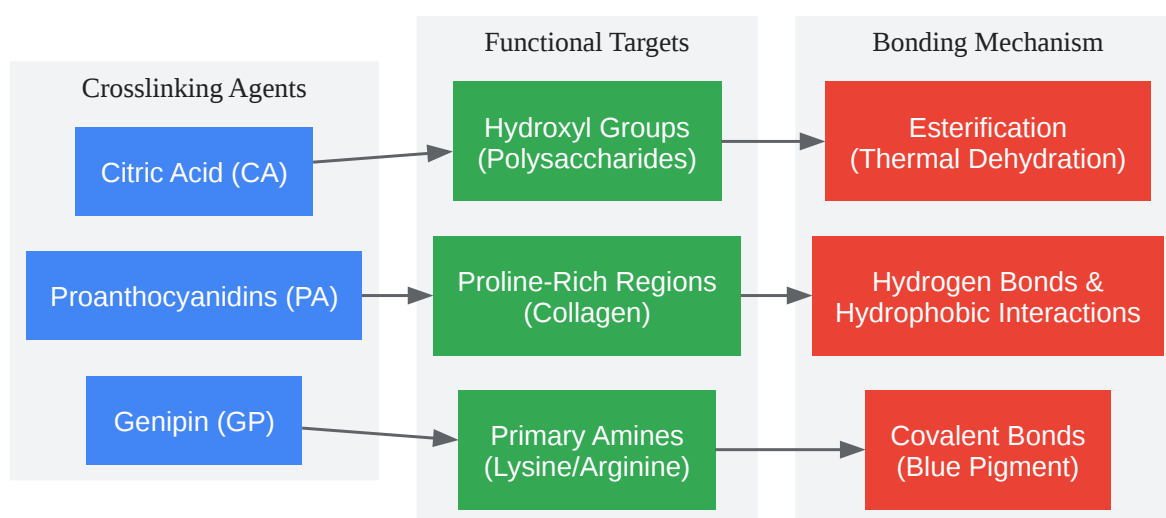 Crosslinking Agents
Citric Acid (CA)
Proanthocyanidins (PA)
Genipin (GP)
Functional Targets
Hydroxyl Groups
(Polysaccharides)
Proline-Rich Regions
(Collagen)
Primary Amines
(Lysine/Arginine)
Bonding Mechanism
Esterification
(Thermal Dehydration)
Hydrogen Bonds &
Hydrophobic Interactions
Covalent Bonds
(Blue Pigment)